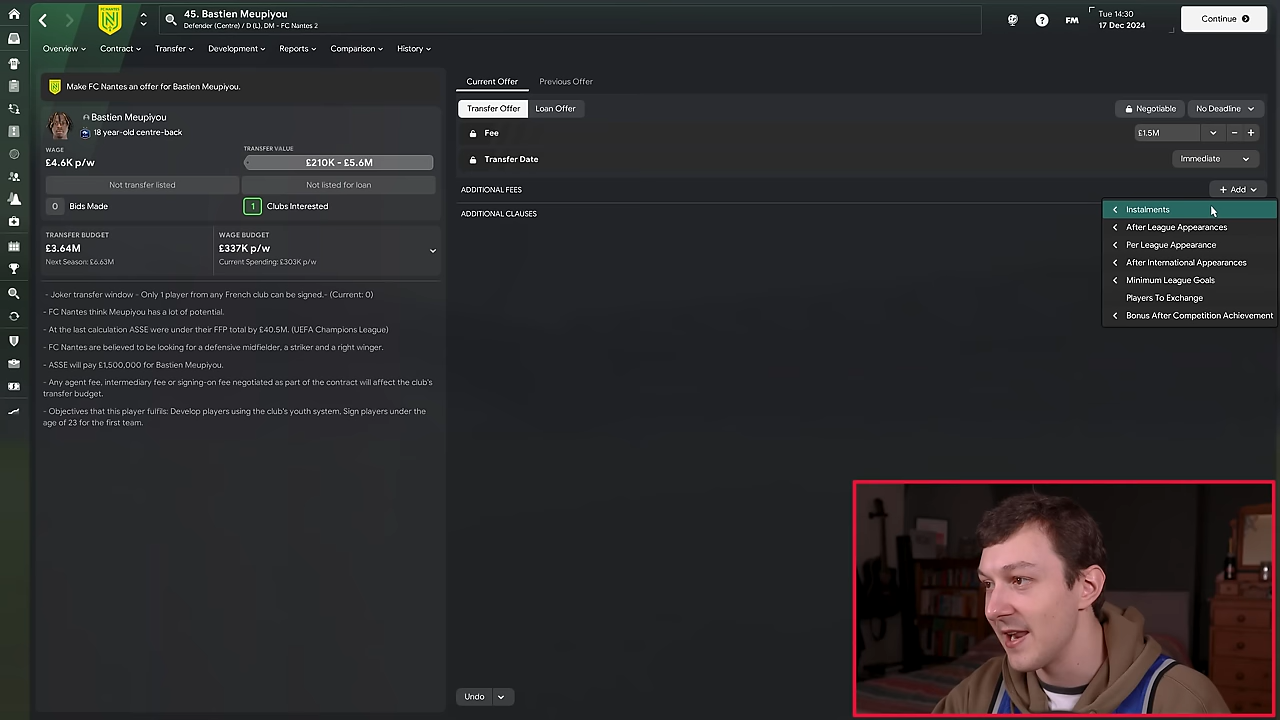 45. Bastien Meupiyou
Defender (Centre) / D (L), DM - FC Nantes 2
FM
Tue 14:30
17 Dec 2024
Continue
Overview
Contract
Transfer
Development
Reports
Comparison
History
Make FC Nantes an offer for Bastien Meupiyou.
Bastien Meupiyou
18 year-old centre-back
WAGE
£4.6K p/w
TRANSFER VALUE
£210K - £5.6M
Not transfer listed
Not listed for loan
0 Bids Made
1 Clubs Interested
TRANSFER BUDGET
£3.64M
Next Season: £6.63M
WAGE BUDGET
£337K p/w
Current Spending: £303K p/w
- Joker transfer window - Only 1 player from any French club can be signed.- (Current: 0)
- FC Nantes think Meupiyou has a lot of potential.
- At the last calculation ASSE were under their FFP total by £40.5M. (UEFA Champions League)
- FC Nantes are believed to be looking for a defensive midfielder, a striker and a right winger.
- ASSE will pay £1,500,000 for Bastien Meupiyou.
- Any agent fee, intermediary fee or signing-on fee negotiated as part of the contract will affect the club's
transfer budget.
- Objectives that this player fulfils: Develop players using the club's youth system, Sign players under the
age of 23 for the first team.
Current Offer
Previous Offer
Transfer Offer
Loan Offer
Negotiable
No Deadline
Fee
£1.5M
Transfer Date
Immediate
ADDITIONAL FEES
+ Add
ADDITIONAL CLAUSES
Instalments
After League Appearances
Per League Appearance
After International Appearances
Minimum League Goals
Players To Exchange
Bonus After Competition Achievement
Undo